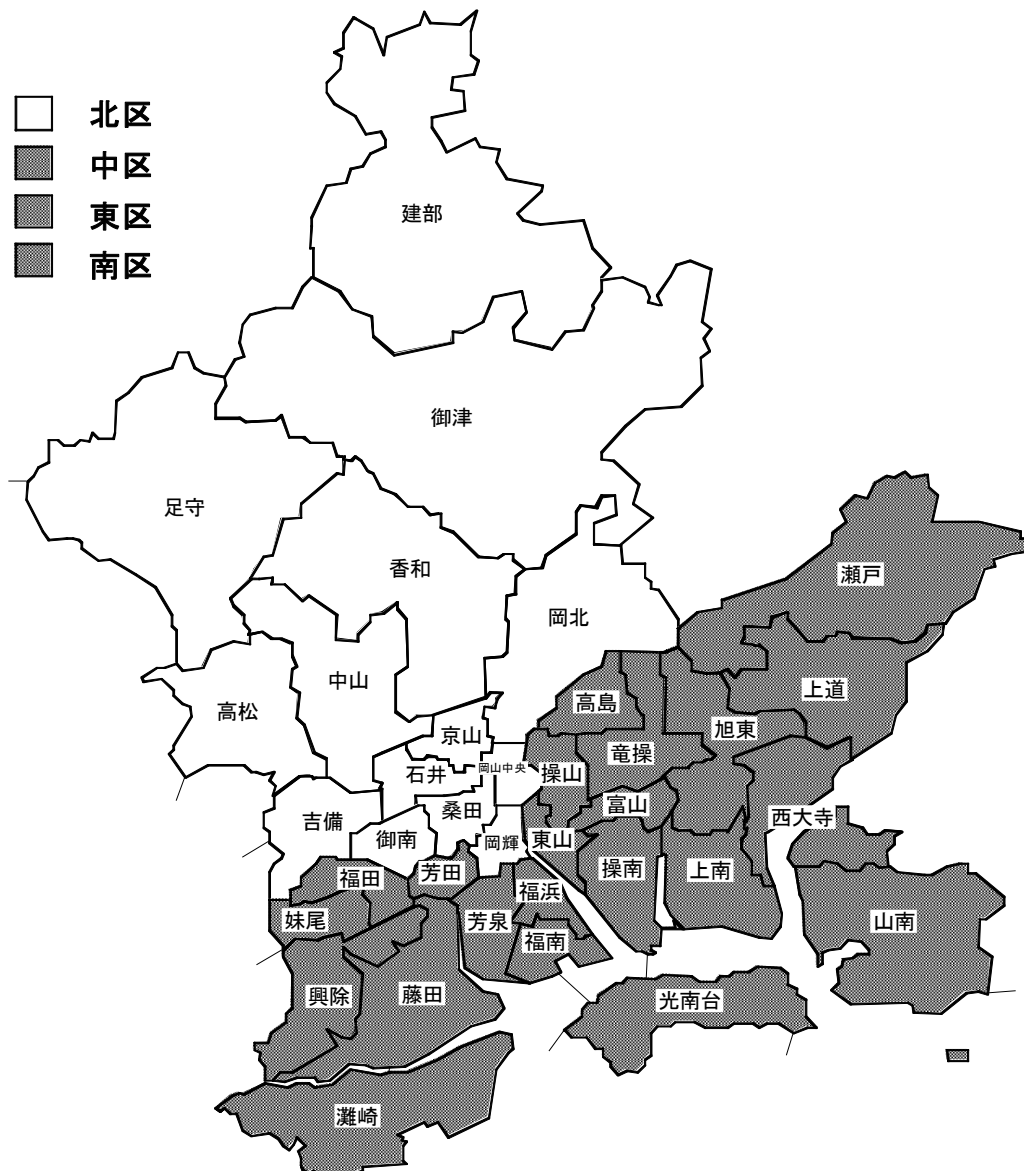 北区
中区
東区
南区
建部
御津
足守
香和
瀬戸
岡北
中山
上道
高島
高松
旭東
京山
竜操
岡山中央
石井
操山
富山
桑田
西大寺
吉備
御南
岡輝
東山
芳田
操南
上南
福田
福浜
妹尾
芳泉
山南
福南
興除
藤田
光南台
灘崎